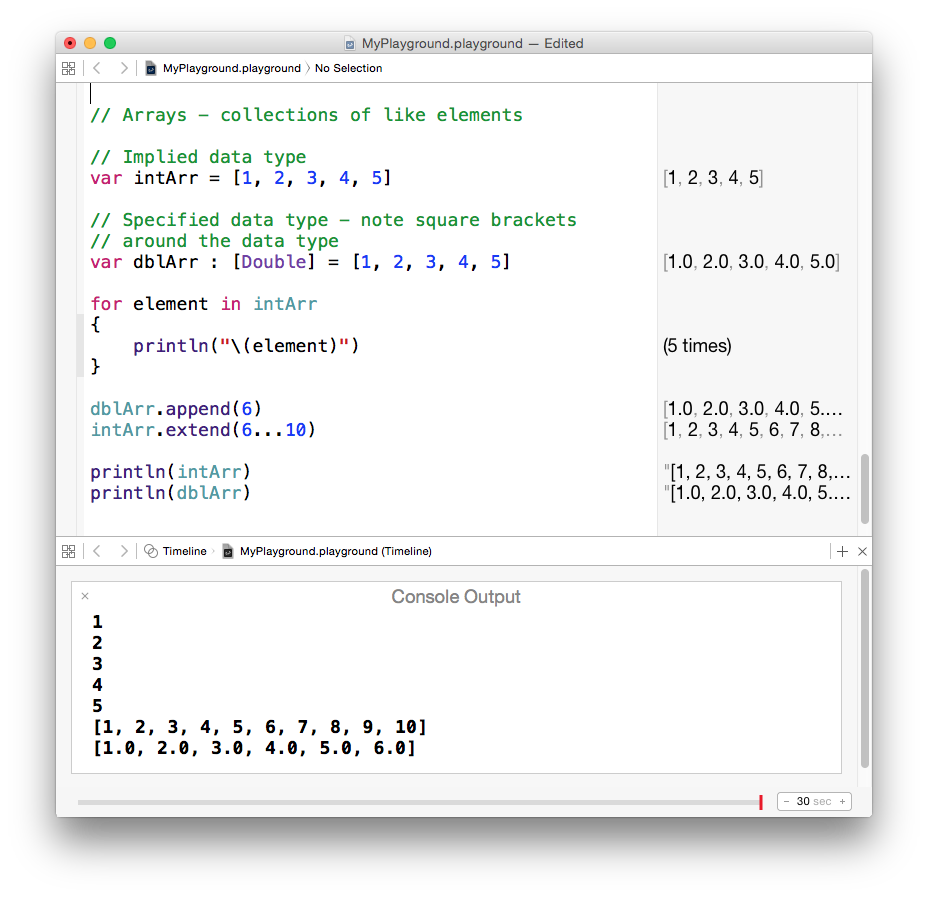 MyPlayground.playground — Edited
MyPlayground.playground 〉 No Selection
// Arrays – collections of like elements
// Implied data type
var intArr = [1, 2, 3, 4, 5]
[1, 2, 3, 4, 5]
// Specified data type – note square brackets
// around the data type
var dblArr : [Double] = [1, 2, 3, 4, 5]
[1.0, 2.0, 3.0, 4.0, 5.0]
for element in intArr
{
println("\(element)")
(5 times)
}
dblArr.append(6)
[1.0, 2.0, 3.0, 4.0, 5....
intArr.extend(6...10)
[1, 2, 3, 4, 5, 6, 7, 8,...
println(intArr)
"[1, 2, 3, 4, 5, 6, 7, 8,...
println(dblArr)
"[1.0, 2.0, 3.0, 4.0, 5....
Timeline 〉 MyPlayground.playground (Timeline)
Console Output
1
2
3
4
5
[1, 2, 3, 4, 5, 6, 7, 8, 9, 10]
[1.0, 2.0, 3.0, 4.0, 5.0, 6.0]
− 30 sec +